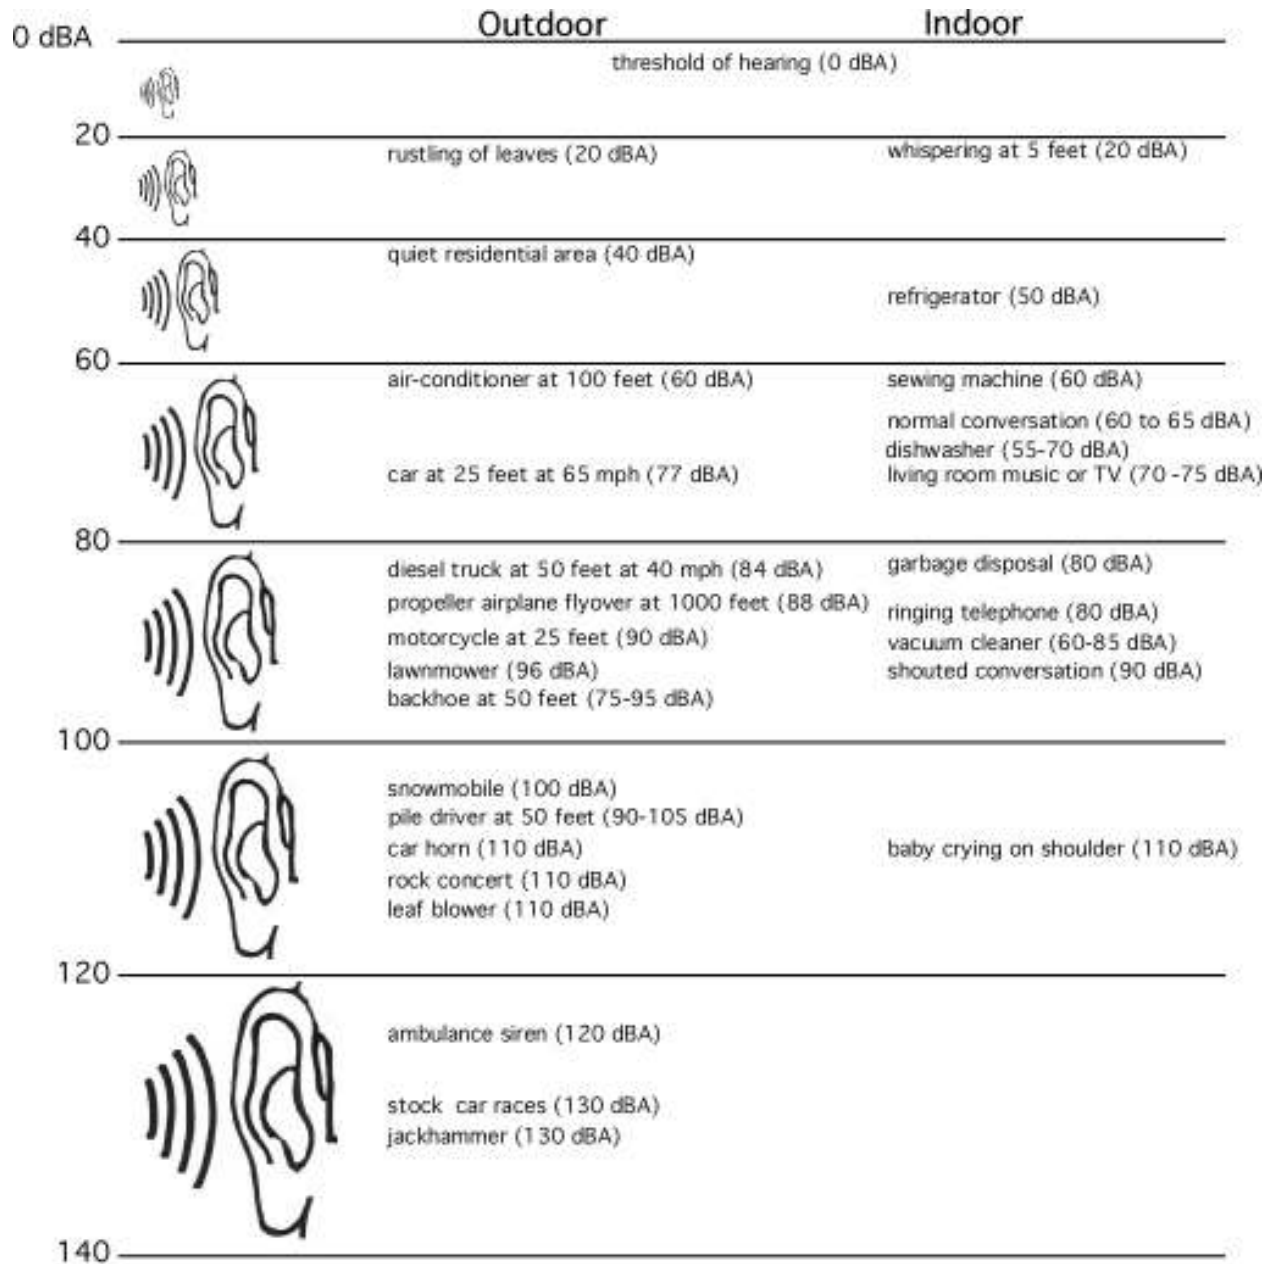 Outdoor Indoor
0 dBA
threshold of hearing (0 dBA)
20
rustling of leaves (20 dBA) whispering at 5 feet (20 dBA)
40
quiet residential area (40 dBA)
refrigerator (50 dBA)
60
air-conditioner at 100 feet (60 dBA) sewing machine (60 dBA)
normal conversation (60 to 65 dBA)
dishwasher (55-70 dBA)
car at 25 feet at 65 mph (77 dBA) living room music or TV (70 -75 dBA)
80
diesel truck at 50 feet at 40 mph (84 dBA) garbage disposal (80 dBA)
propeller airplane flyover at 1000 feet (88 dBA) ringing telephone (80 dBA)
motorcycle at 25 feet (90 dBA) vacuum cleaner (60-85 dBA)
lawnmower (96 dBA) shouted conversation (90 dBA)
backhoe at 50 feet (75-95 dBA)
100
snowmobile (100 dBA)
pile driver at 50 feet (90-105 dBA)
car horn (110 dBA) baby crying on shoulder (110 dBA)
rock concert (110 dBA)
leaf blower (110 dBA)
120
ambulance siren (120 dBA)
stock car races (130 dBA)
jackhammer (130 dBA)
140